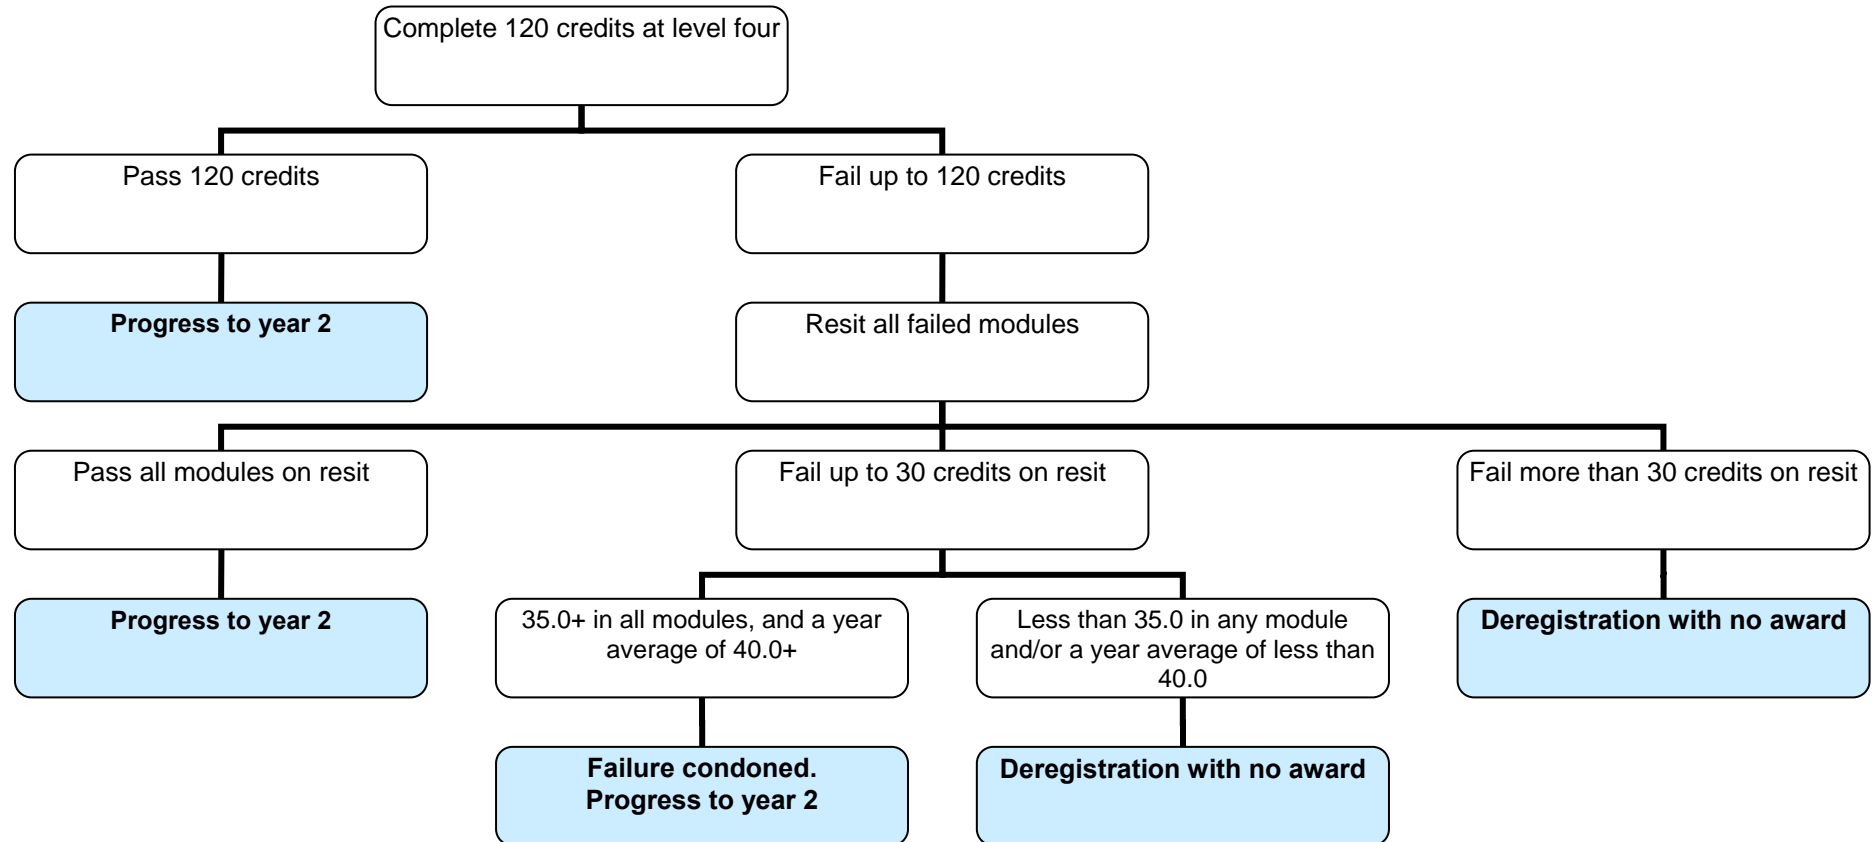 Complete 120 credits at level four
Pass 120 credits
Fail up to 120 credits
Progress to year 2
Resit all failed modules
Pass all modules on resit
Fail up to 30 credits on resit
Fail more than 30 credits on resit
Progress to year 2
35.0+ in all modules, and a year
average of 40.0+
Less than 35.0 in any module
and/or a year average of less than
40.0
Deregistration with no award
Failure condoned.
Progress to year 2
Deregistration with no award